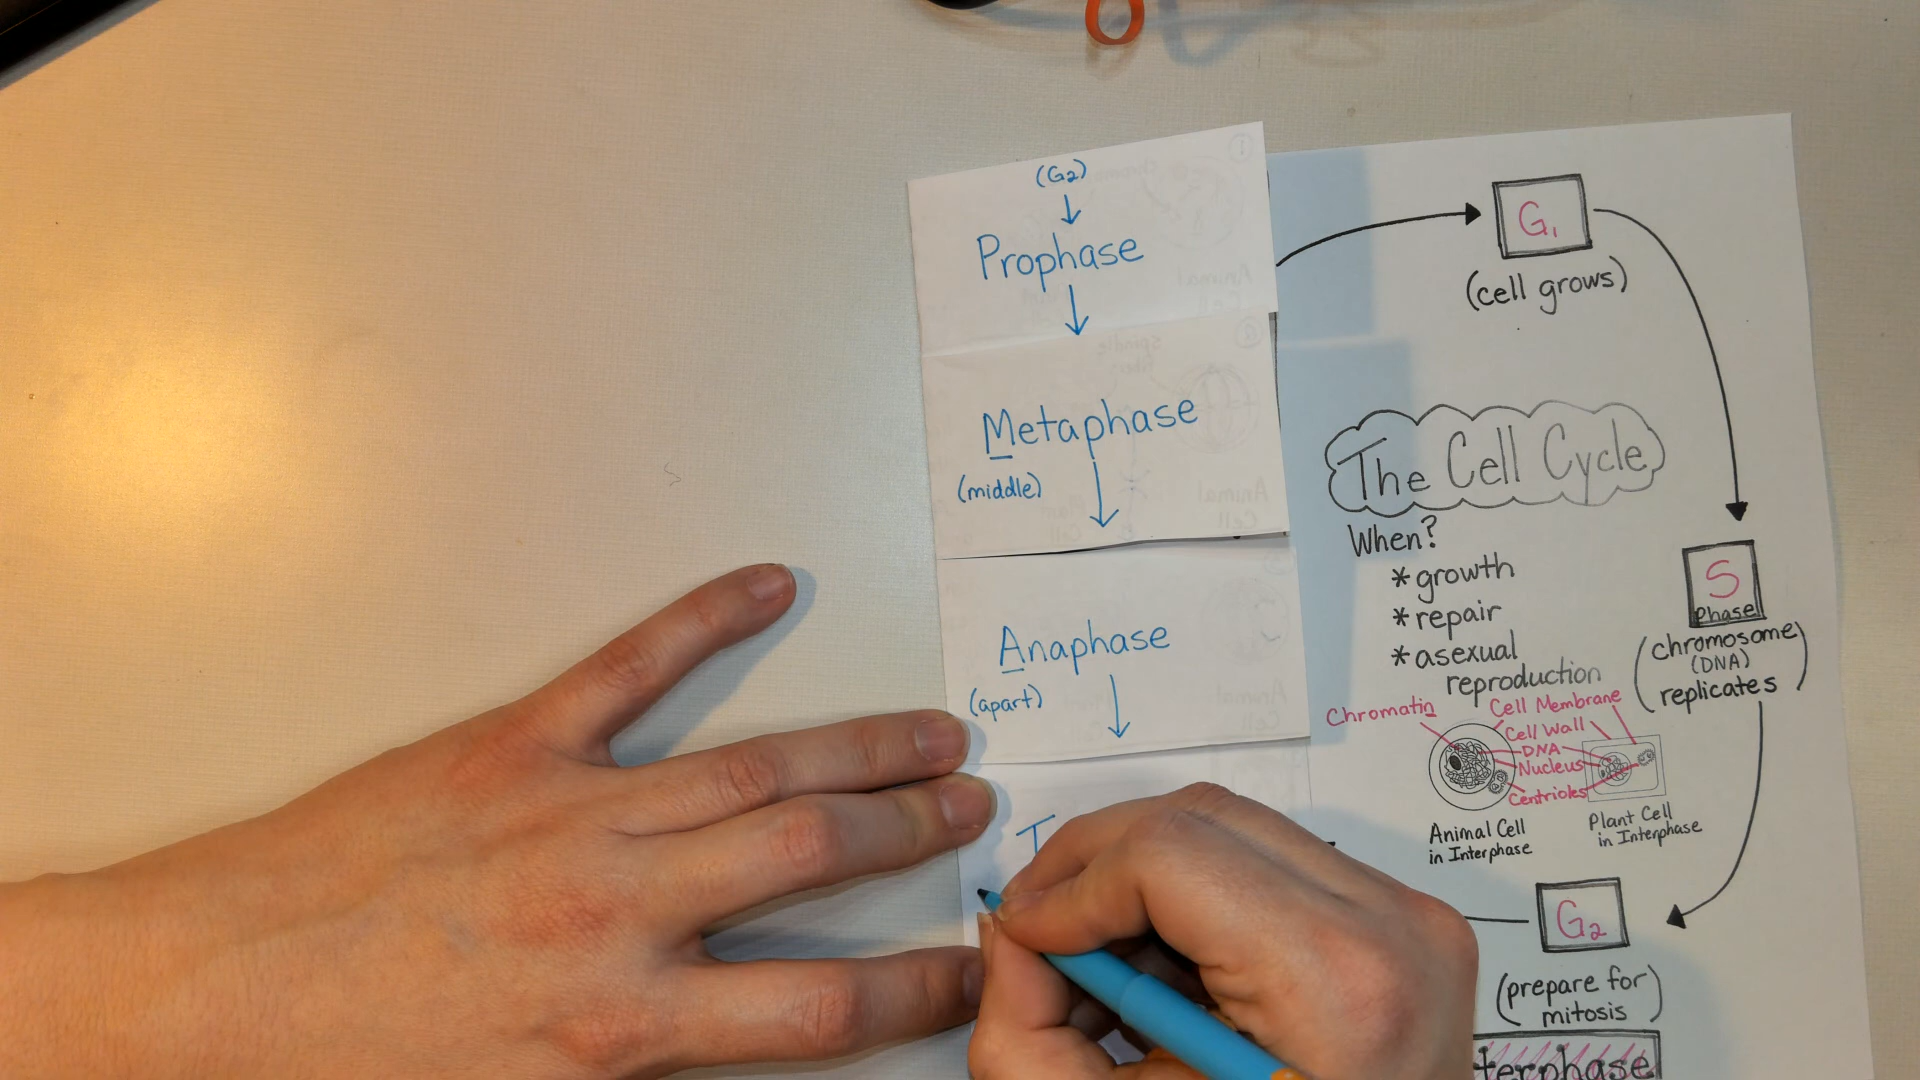 (G₂)
Prophase
Metaphase
(middle)
Anaphase
(apart)
T
G₁
(cell grows)
The Cell Cycle
When?
* growth
* repair
* asexual
reproduction
S
Phase
(chromosome
(DNA)
replicates)
Chromatin
Cell Membrane
Cell Wall
DNA
Nucleus
Centrioles
Animal Cell
in Interphase
Plant Cell
in Interphase
G₂
(prepare for
mitosis)
terphase